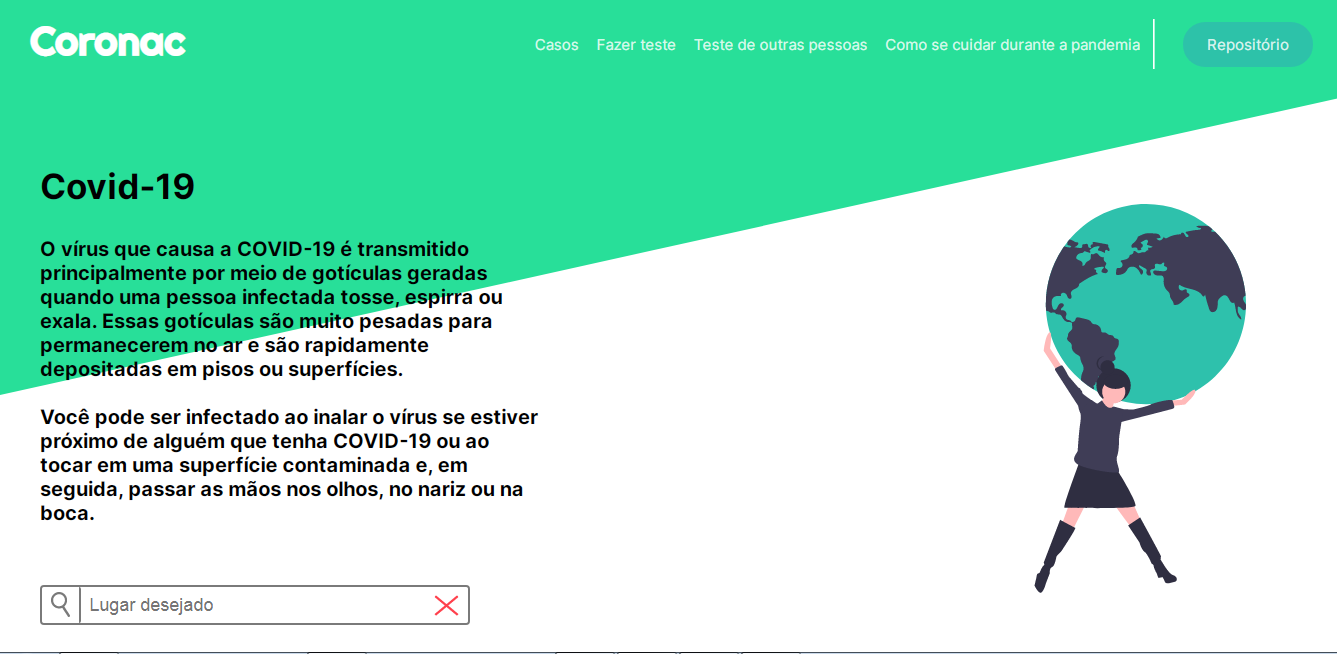 Coronac
Casos Fazer teste Teste de outras pessoas Como se cuidar durante a pandemia Repositório
Covid-19
O vírus que causa a COVID-19 é transmitido
principalmente por meio de gotículas geradas
quando uma pessoa infectada tosse, espirra ou
exala. Essas gotículas são muito pesadas para
permanecerem no ar e são rapidamente
depositadas em pisos ou superfícies.
Você pode ser infectado ao inalar o vírus se estiver
próximo de alguém que tenha COVID-19 ou ao
tocar em uma superfície contaminada e, em
seguida, passar as mãos nos olhos, no nariz ou na
boca.
Lugar desejado